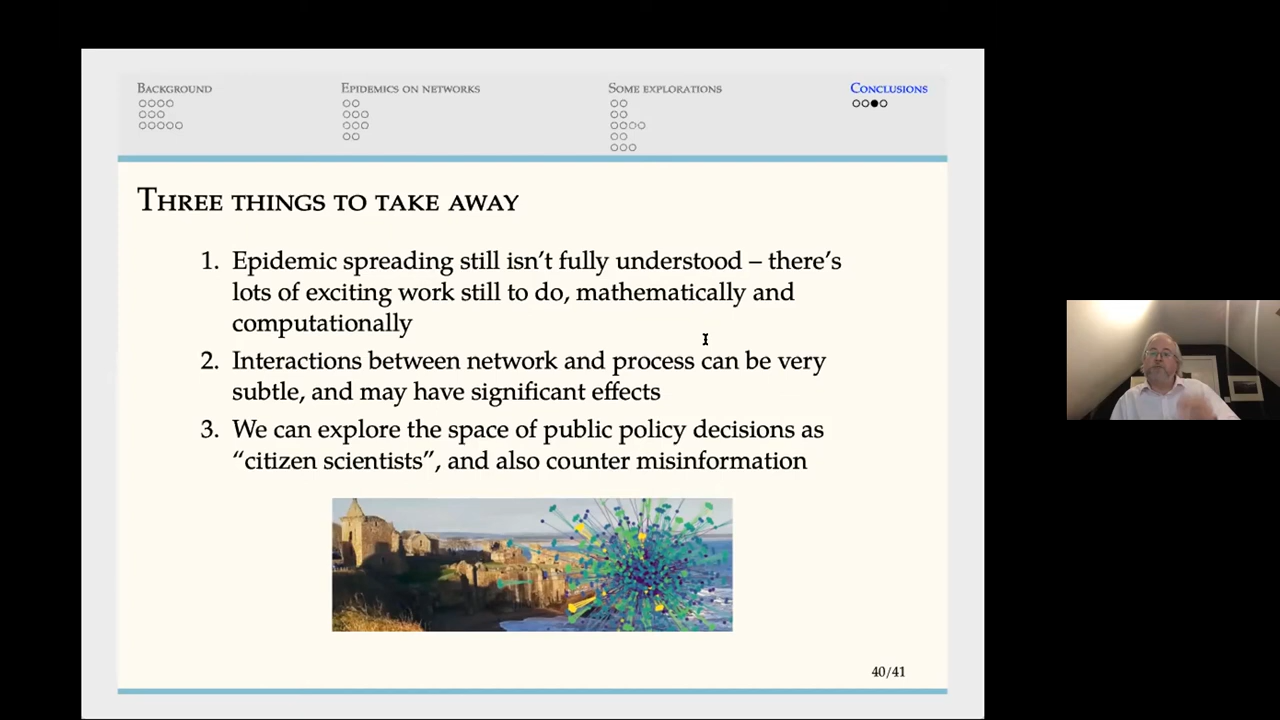 BACKGROUND
EPIDEMICS ON NETWORKS
SOME EXPLORATIONS
CONCLUSIONS
THREE THINGS TO TAKE AWAY
1. Epidemic spreading still isn’t fully understood – there’s
lots of exciting work still to do, mathematically and
computationally
2. Interactions between network and process can be very
subtle, and may have significant effects
3. We can explore the space of public policy decisions as
“citizen scientists”, and also counter misinformation
40/41